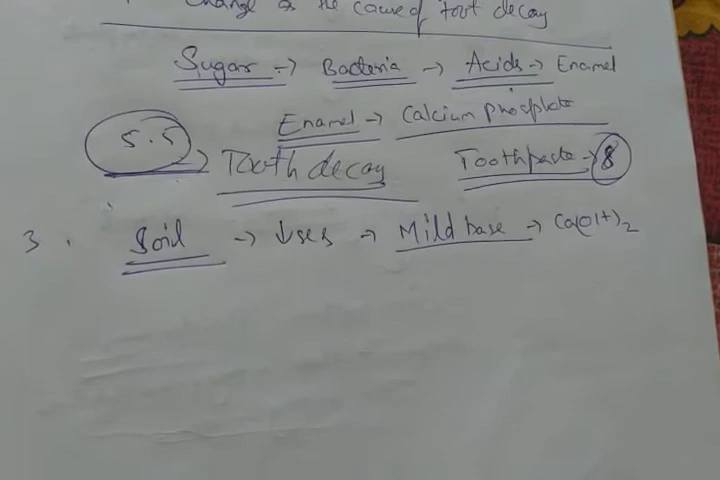 Change is the cause of toot decay
Sugar -> Bacteria -> Acids -> Enamel
Enamel -> Calcium phosphate
5.5 -> Tooth decay Toothpaste -> 8
3. Soil -> Uses -> Mild base -> Ca(OH)2